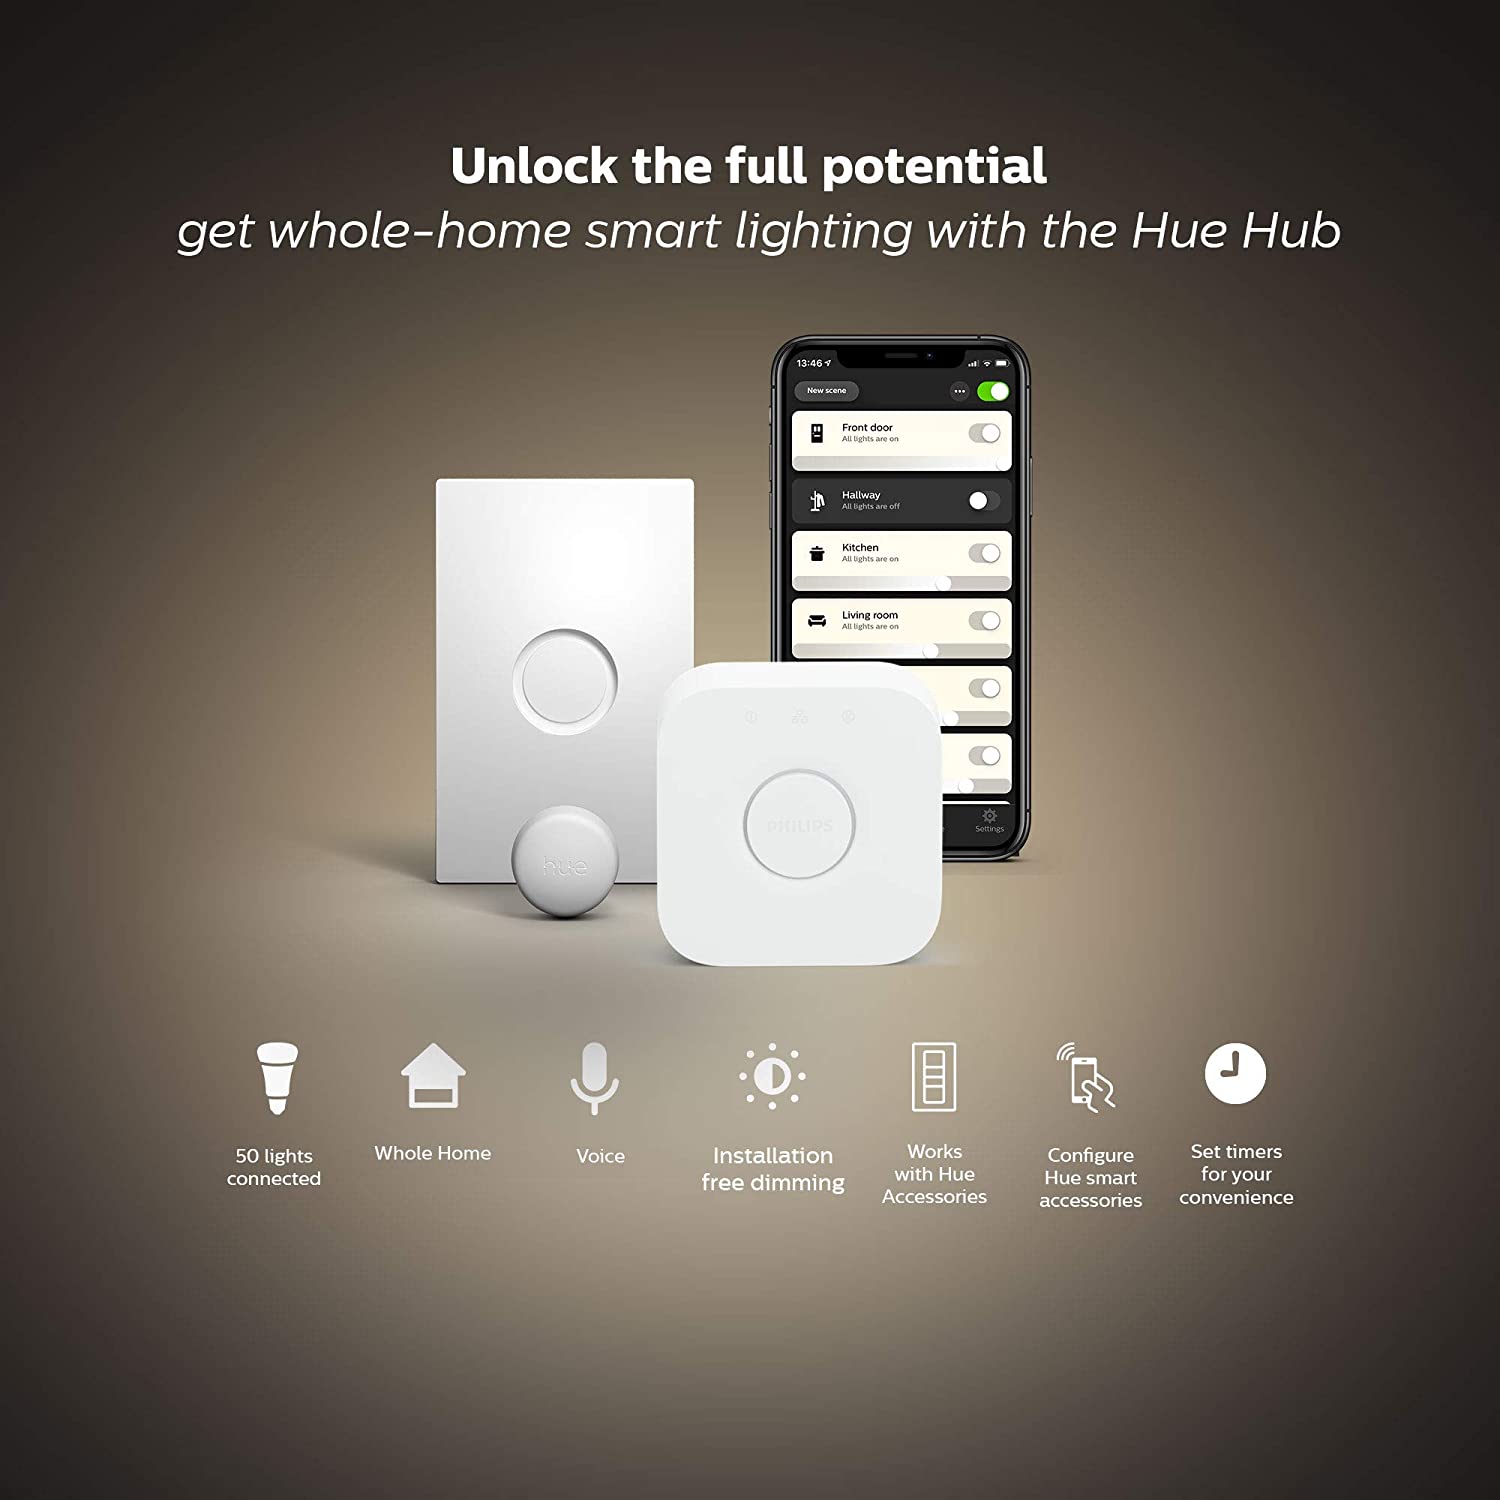 Unlock the full potential
get whole-home smart lighting with the Hue Hub
13:46
New scene
Front door
All lights are on
Hallway
All lights are off
Kitchen
All lights are on
Living room
All lights are on
Settings
PHILIPS
hue
50 lights
connected
Whole Home
Voice
Installation
free dimming
Works
with Hue
Accessories
Configure
Hue smart
accessories
Set timers
for your
convenience